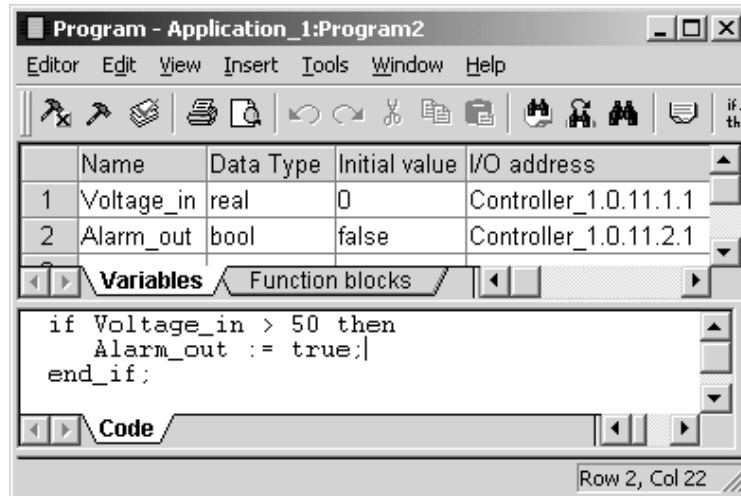 Program - Application_1:Program2
Editor Edit View Insert Tools Window Help
if.
th
Name Data Type Initial value I/O address
1 Voltage_in real 0 Controller_1.0.11.1.1
2 Alarm_out bool false Controller_1.0.11.2.1
Variables Function blocks
if Voltage_in > 50 then
Alarm_out := true;
end_if;
Code
Row 2, Col 22